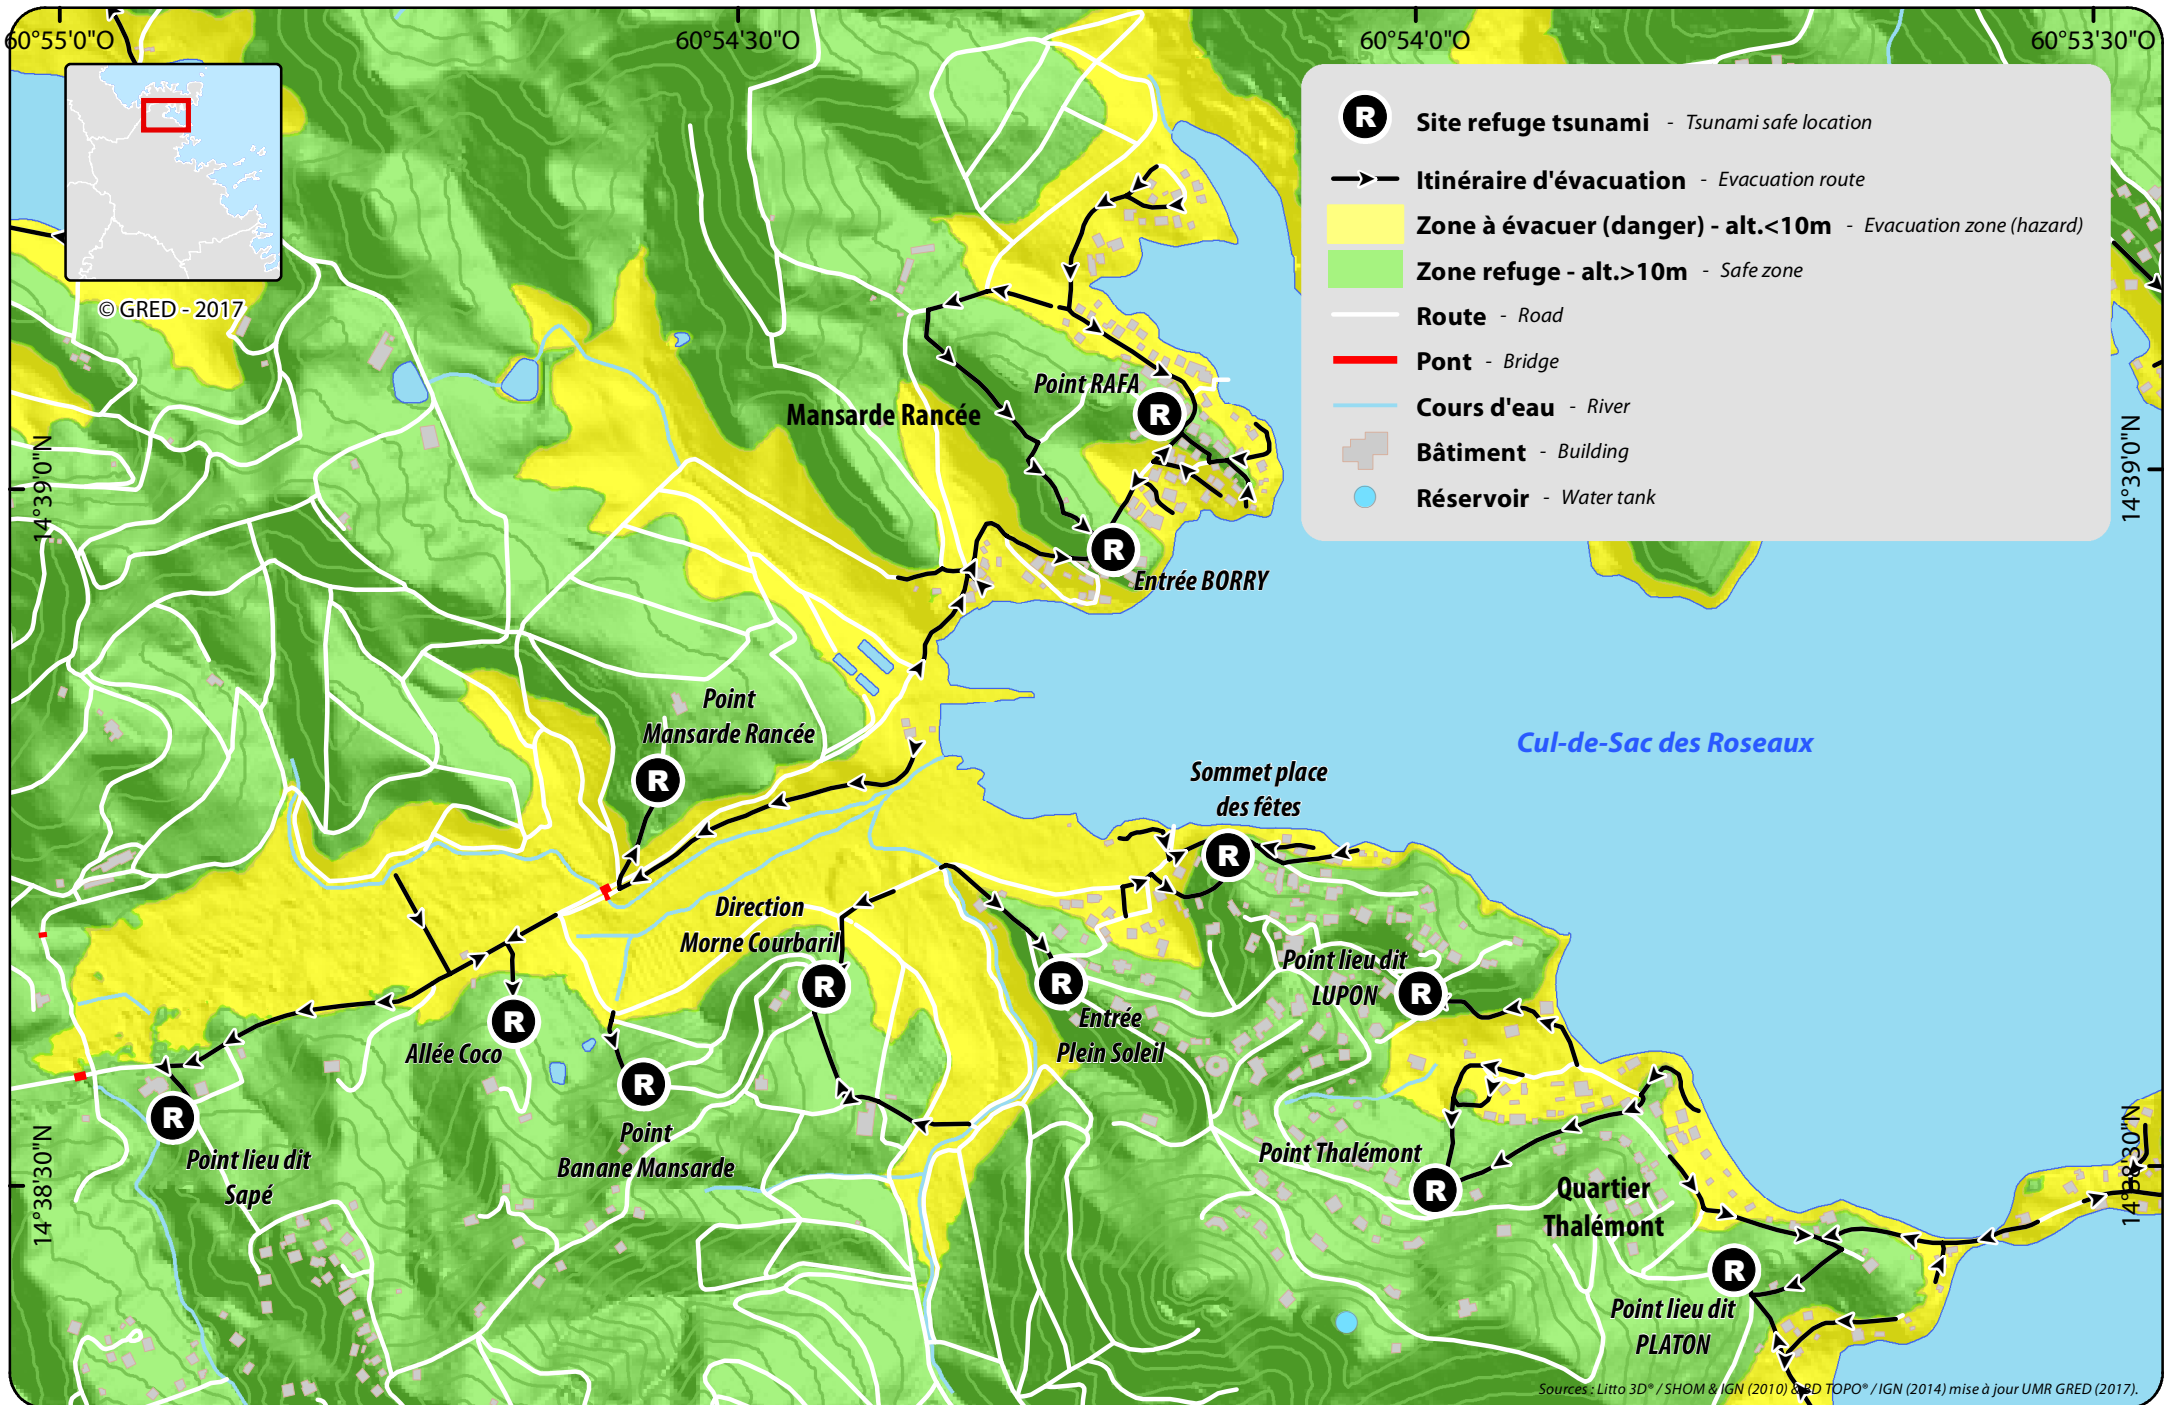 60°55'0"O
60°54'30"O
60°54'0"O
60°53'30"O
© GRED - 2017
R Site refuge tsunami - Tsunami safe location
Itinéraire d'évacuation - Evacuation route
Zone à évacuer (danger) - alt.<10m - Evacuation zone (hazard)
Zone refuge - alt.>10m - Safe zone
Route - Road
Pont - Bridge
Cours d'eau - River
Bâtiment - Building
Réservoir - Water tank
14°39'0"N
14°39'0"N
Point RAFA
R
Mansarde Rancée
R
Entrée BORRY
Point
Mansarde Rancée
R
Cul-de-Sac des Roseaux
Sommet place
des fêtes
R
Direction
Morne Courbaril
R
R
Entrée
Plein Soleil
Point lieu dit
LUPON
R
R
Allée Coco
R
Point
Banane Mansarde
R
Point lieu dit
Sapé
Point Thalémont
R
Quartier
Thalémont
R
Point lieu dit
PLATON
14°38'30"N
14°38'30"N
Sources : Litto 3D® / SHOM & IGN (2010) & BD TOPO® / IGN (2014) mise à jour UMR GRED (2017).